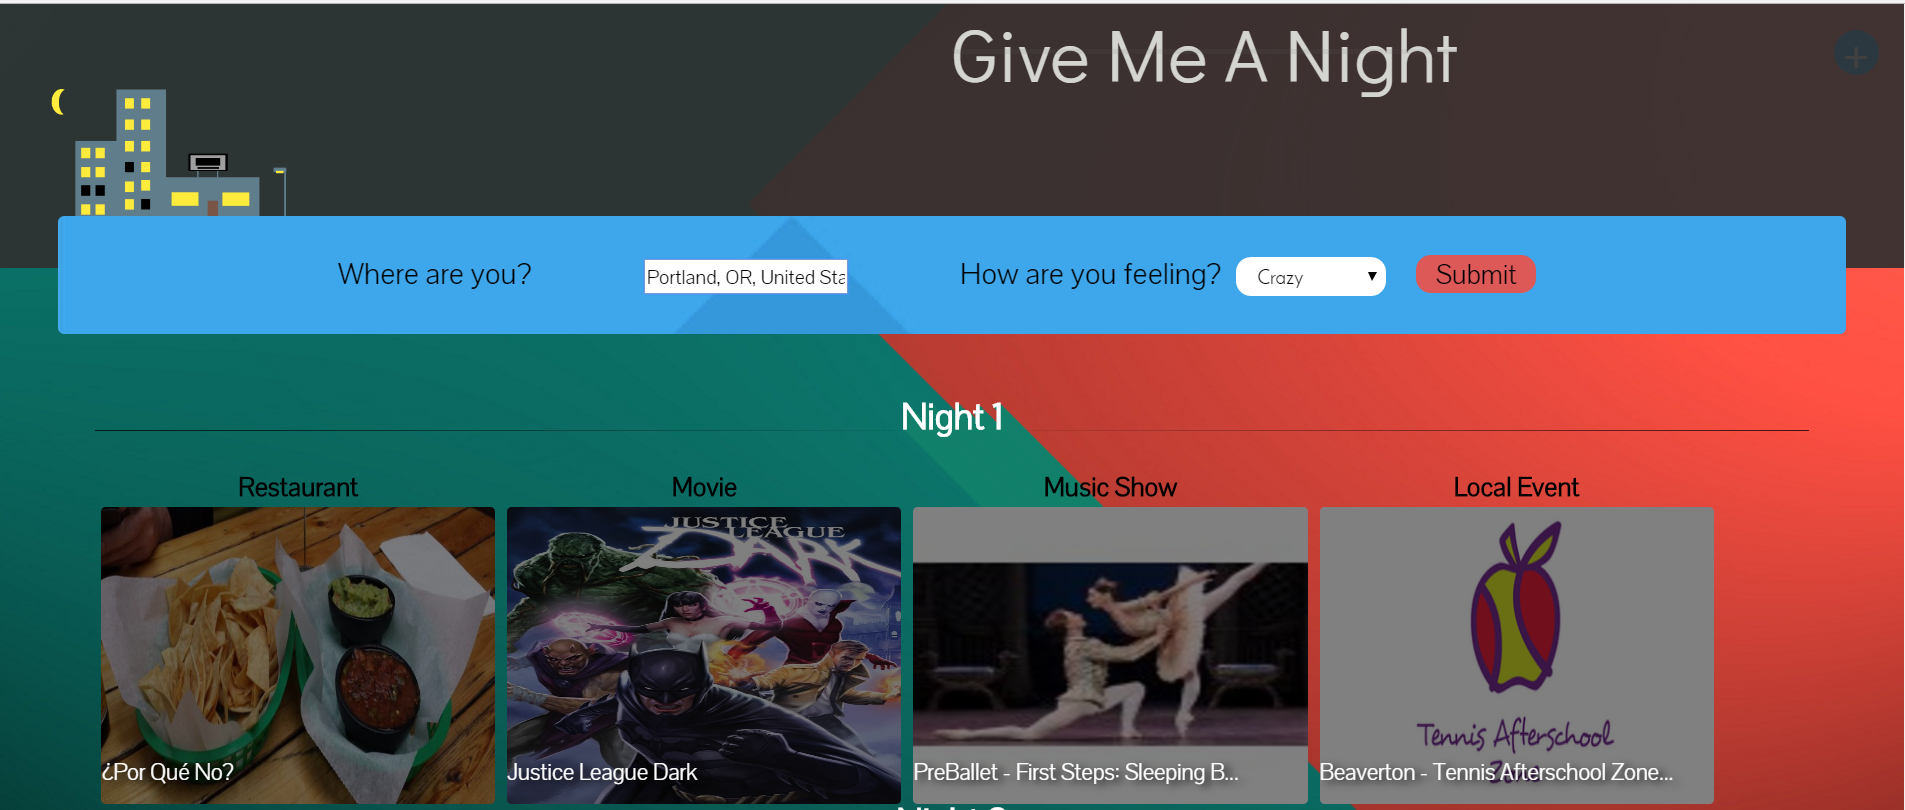 Give Me A Night
+
Where are you?
Portland, OR, United Sta
How are you feeling?
Crazy
Submit
Night 1
Restaurant
Movie
Music Show
Local Event
JUSTICE
LEAGUE
DARK
Tennis Afterschool
¿Por Qué No?
Justice League Dark
PreBallet - First Steps: Sleeping B...
Beaverton - Tennis Afterschool Zone...